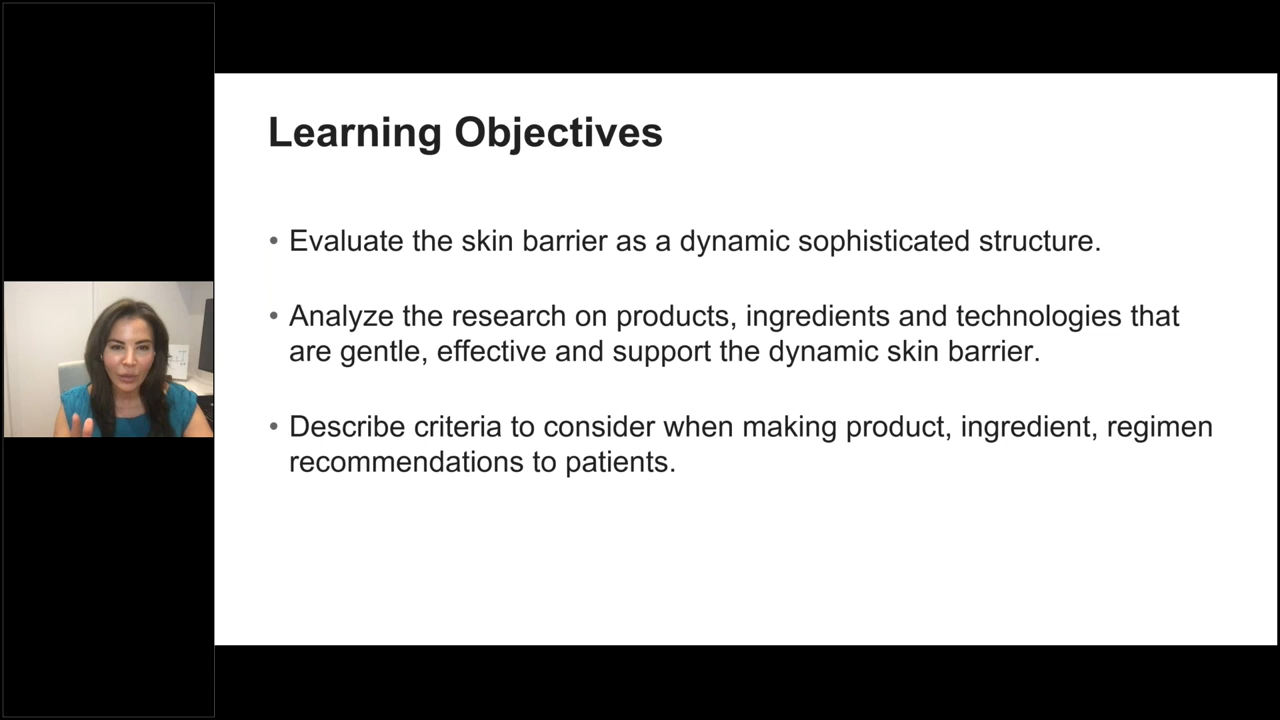 Learning Objectives
• Evaluate the skin barrier as a dynamic sophisticated structure.
• Analyze the research on products, ingredients and technologies that
are gentle, effective and support the dynamic skin barrier.
• Describe criteria to consider when making product, ingredient, regimen
recommendations to patients.